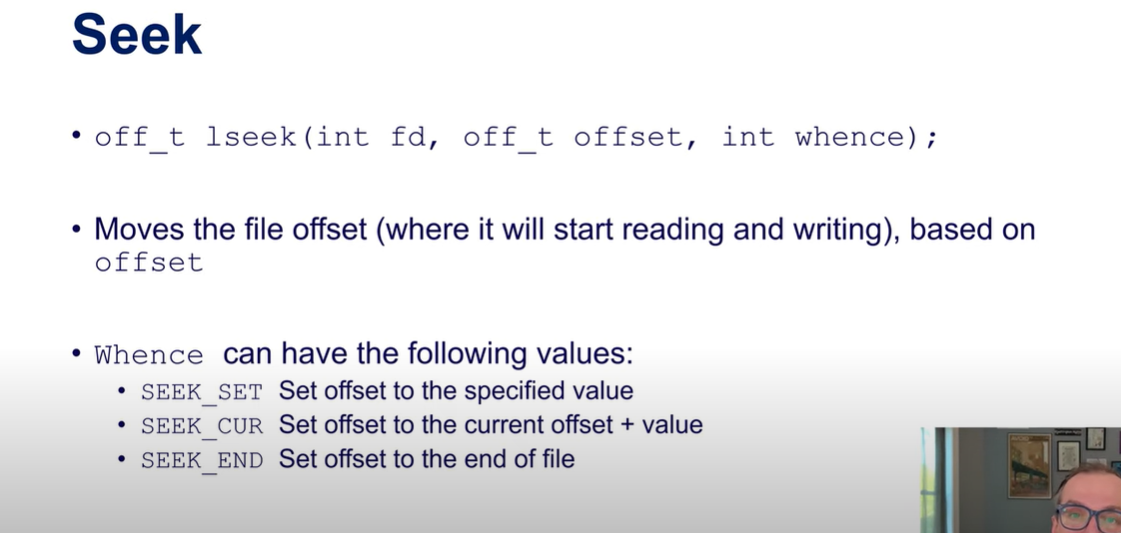 Seek
• off_t lseek(int fd, off_t offset, int whence);
• Moves the file offset (where it will start reading and writing), based on
offset
• Whence can have the following values:
• SEEK_SET Set offset to the specified value
• SEEK_CUR Set offset to the current offset + value
• SEEK_END Set offset to the end of file